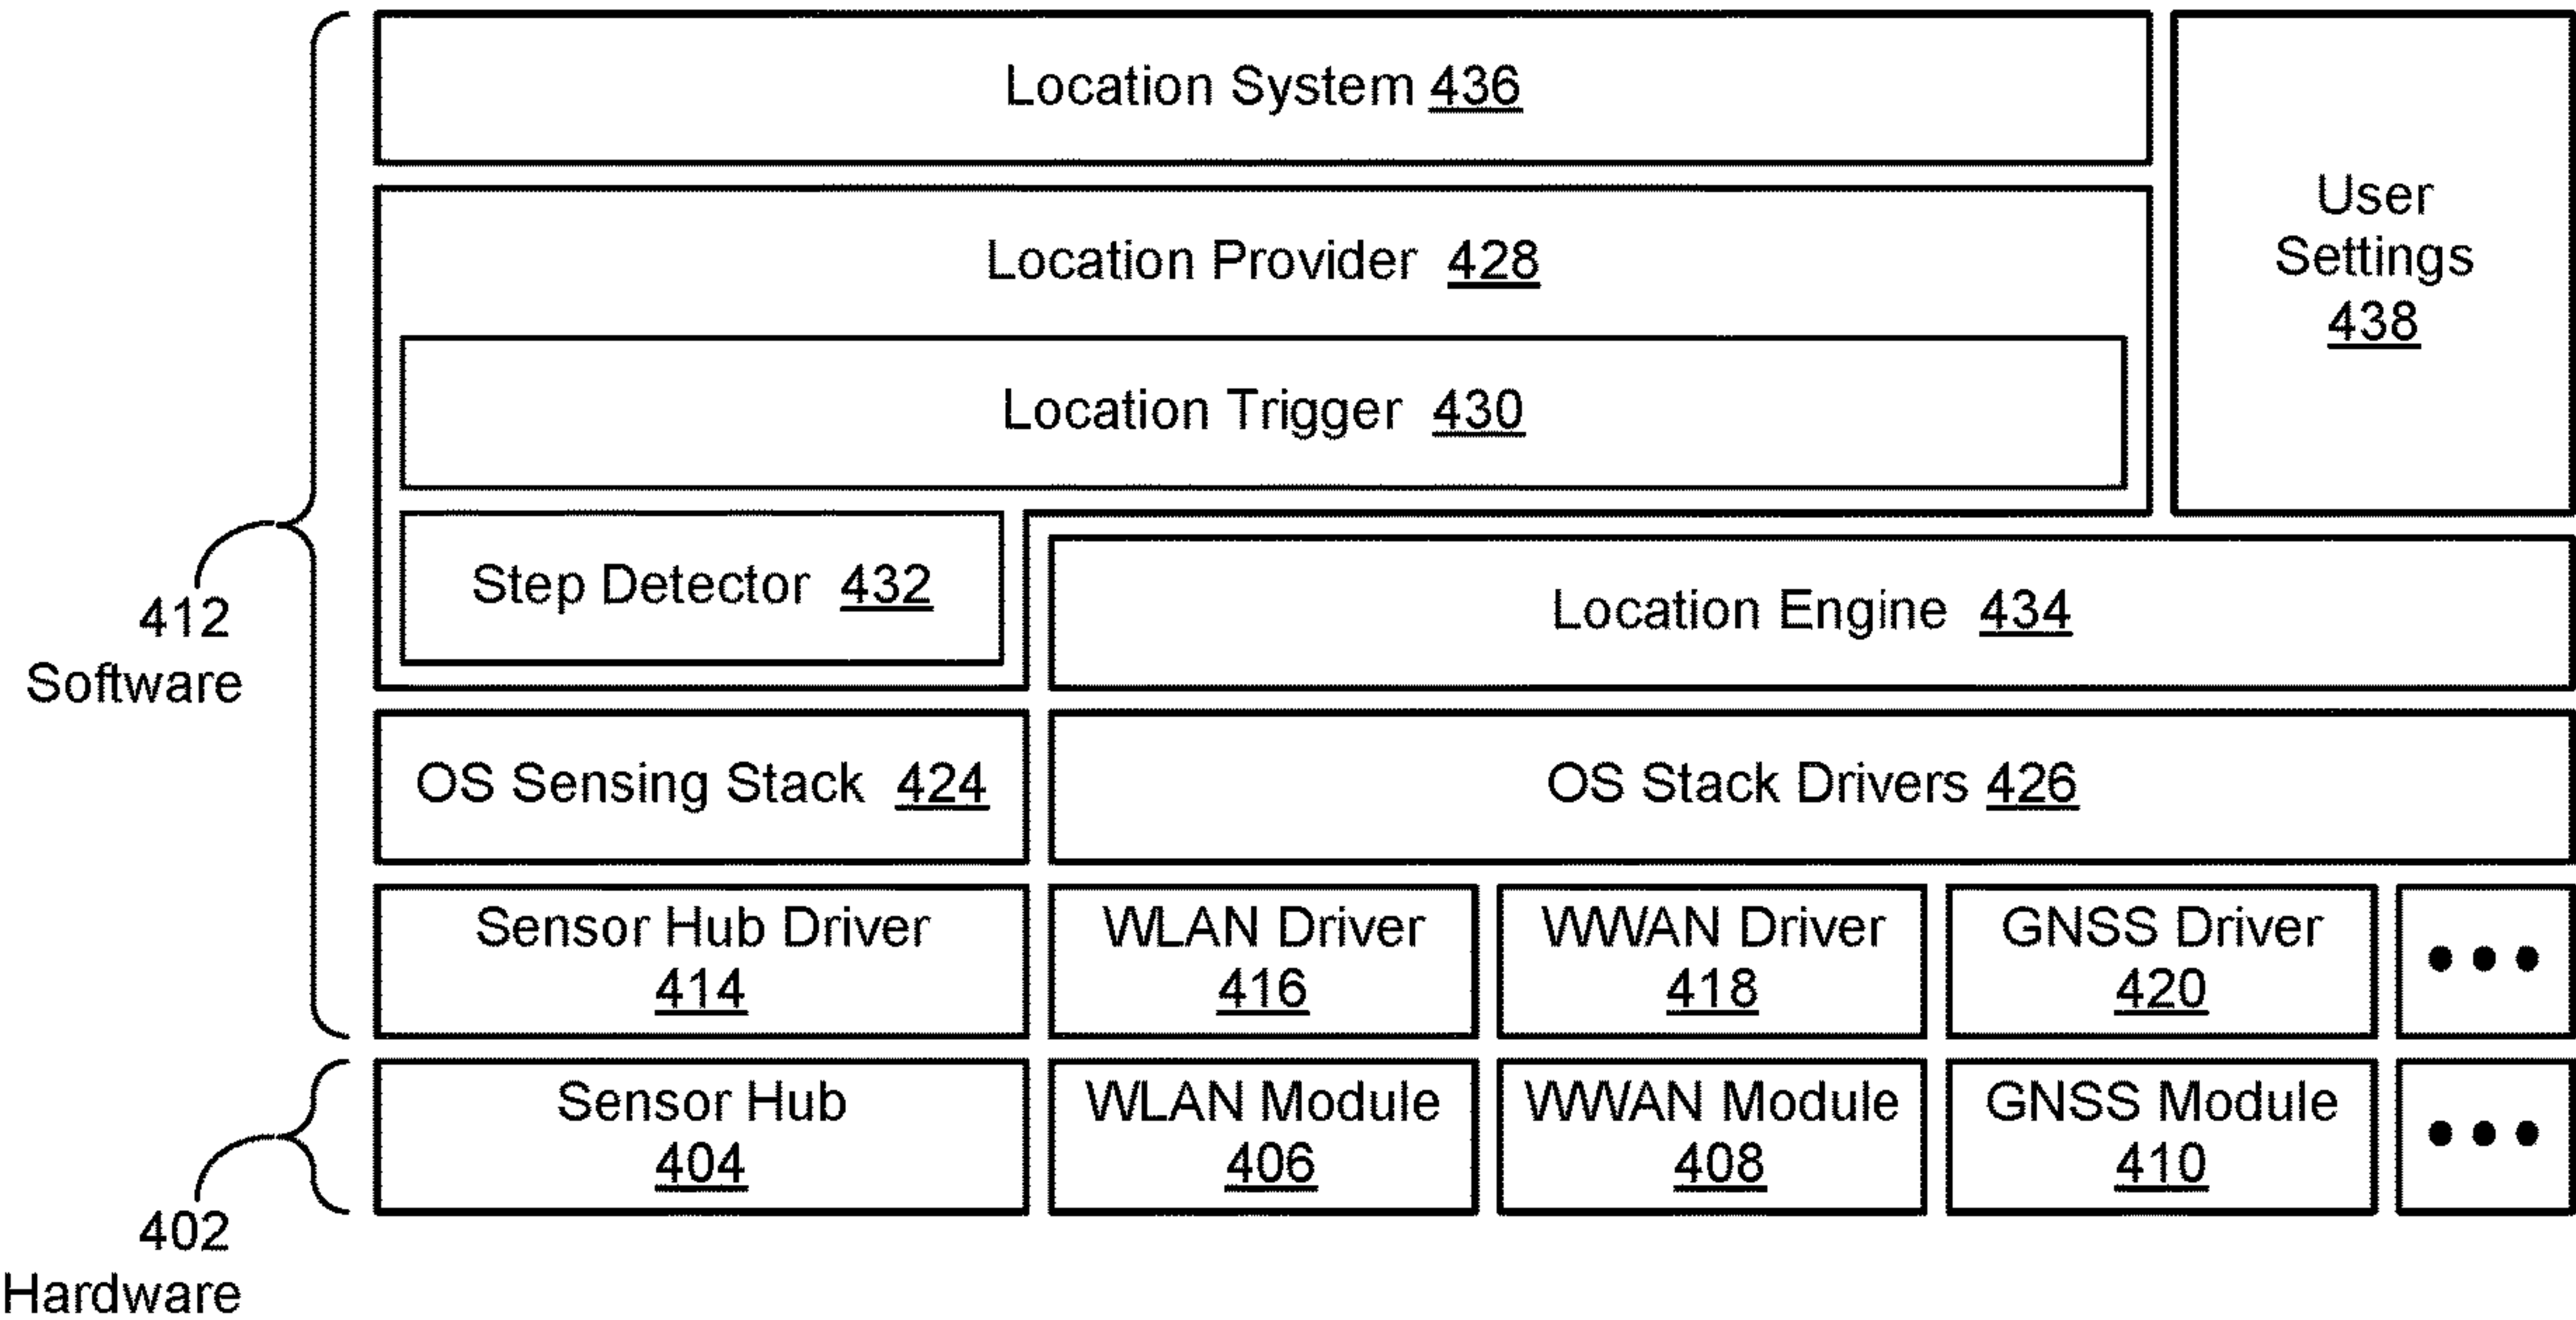 Location System 436
User
Settings
438
Location Provider 428
Location Trigger 430
Step Detector 432
Location Engine 434
412
Software
OS Sensing Stack 424
OS Stack Drivers 426
Sensor Hub Driver
414
WLAN Driver
416
WWAN Driver
418
GNSS Driver
420
Sensor Hub
404
WLAN Module
406
WWAN Module
408
GNSS Module
410
402
Hardware